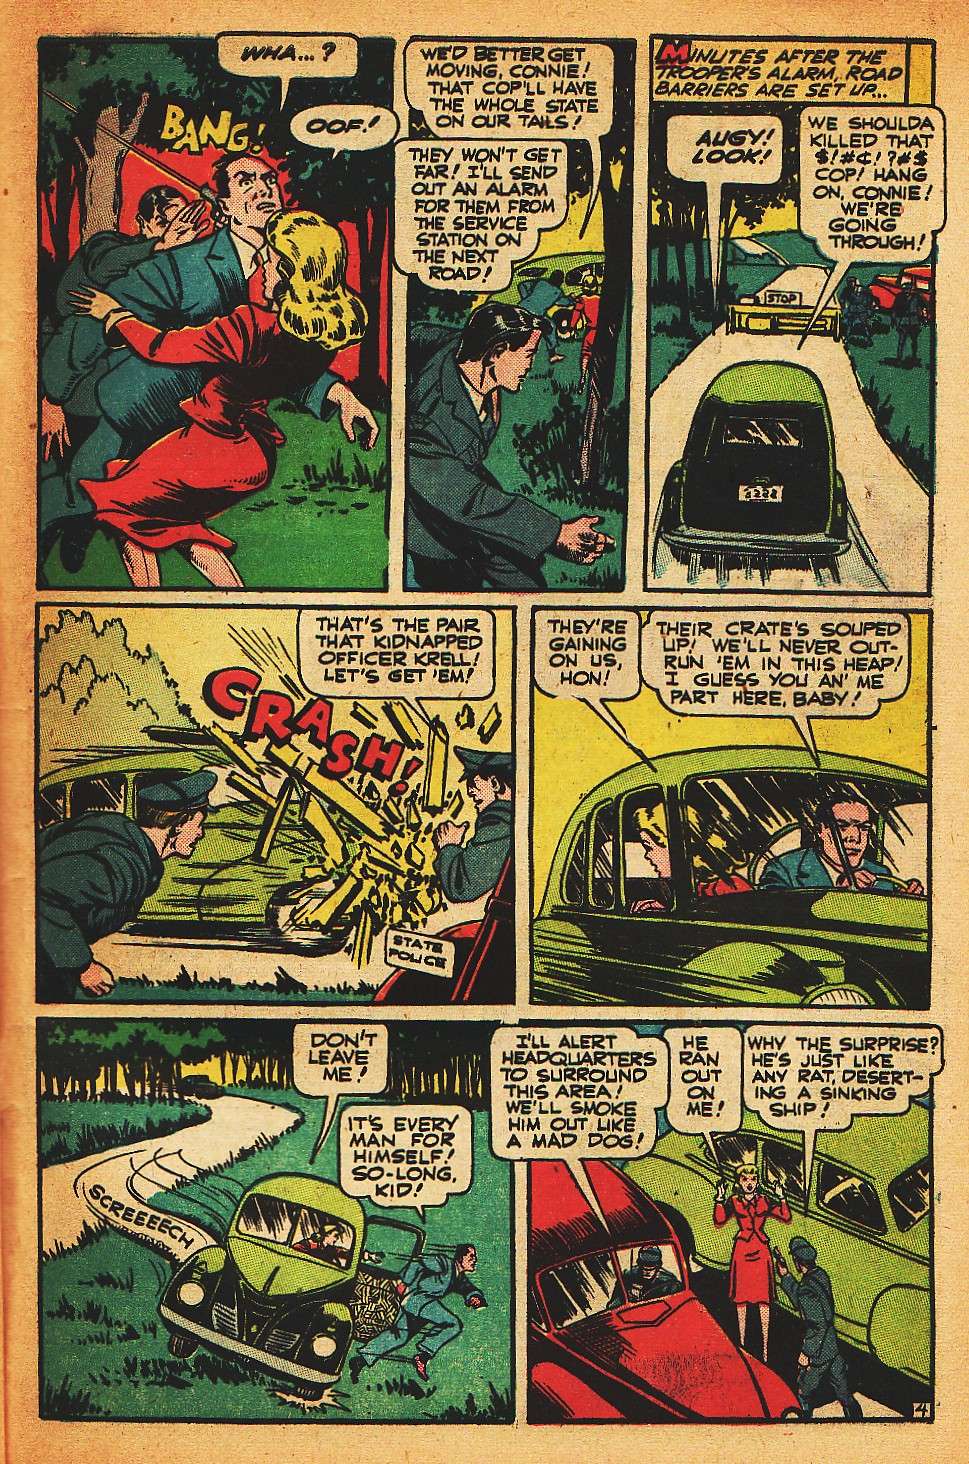 WHA...?
BANG!
OOF!
WE'D BETTER GET
MOVING, CONNIE!
THAT COP'LL HAVE
THE WHOLE STATE
ON OUR TAILS!
THEY WON'T GET
FAR! I'LL SEND
OUT AN ALARM
FOR THEM FROM
THE SERVICE
STATION ON
THE NEXT
ROAD!
MINUTES AFTER THE
TROOPER'S ALARM, ROAD
BARRIERS ARE SET UP...
AUGY!
LOOK!
WE SHOULDA
KILLED THAT
$!#¢!?#$
COP! HANG
ON, CONNIE!
WE'RE
GOING
THROUGH!
STOP
THAT'S THE PAIR
THAT KIDNAPPED
OFFICER KRELL!
LET'S GET 'EM!
CRASH!
STATE
POLICE
THEY'RE
GAINING
ON US,
HON!
THEIR CRATE'S SOUPED
UP! WE'LL NEVER OUT-
RUN 'EM IN THIS HEAP!
I GUESS YOU AN' ME
PART HERE, BABY!
DON'T
LEAVE
ME!
IT'S EVERY
MAN FOR
HIMSELF!
SO-LONG,
KID!
SCREEEECH
I'LL ALERT
HEADQUARTERS
TO SURROUND
THIS AREA!
WE'LL SMOKE
HIM OUT LIKE
A MAD DOG!
HE
RAN
OUT
ON
ME!
WHY THE SURPRISE?
HE'S JUST LIKE
ANY RAT, DESERT-
ING A SINKING
SHIP!
4